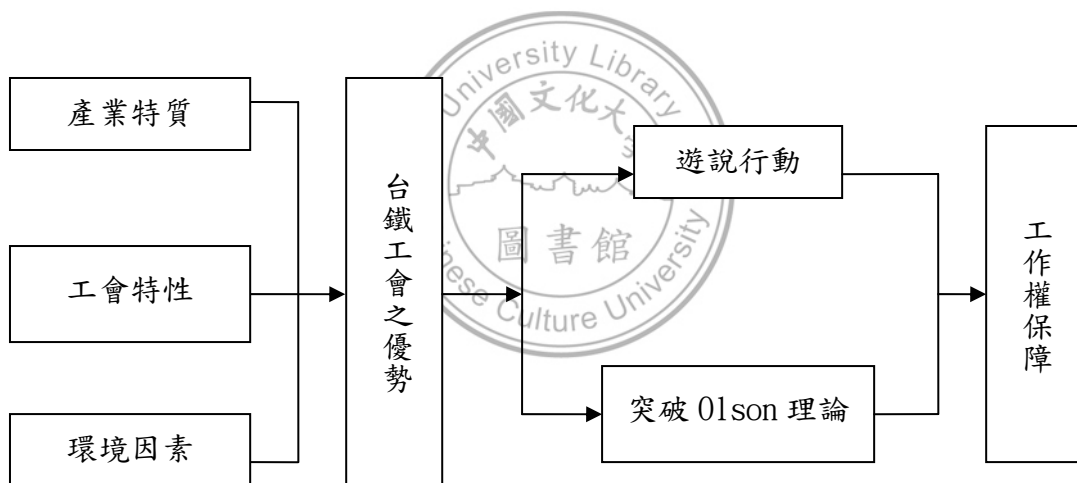 產業特質
工會特性
環境因素
台鐵工會之優勢
遊說行動
突破 Olson 理論
工作權保障
University Library
中國文化大學
圖書館
Chinese Culture University